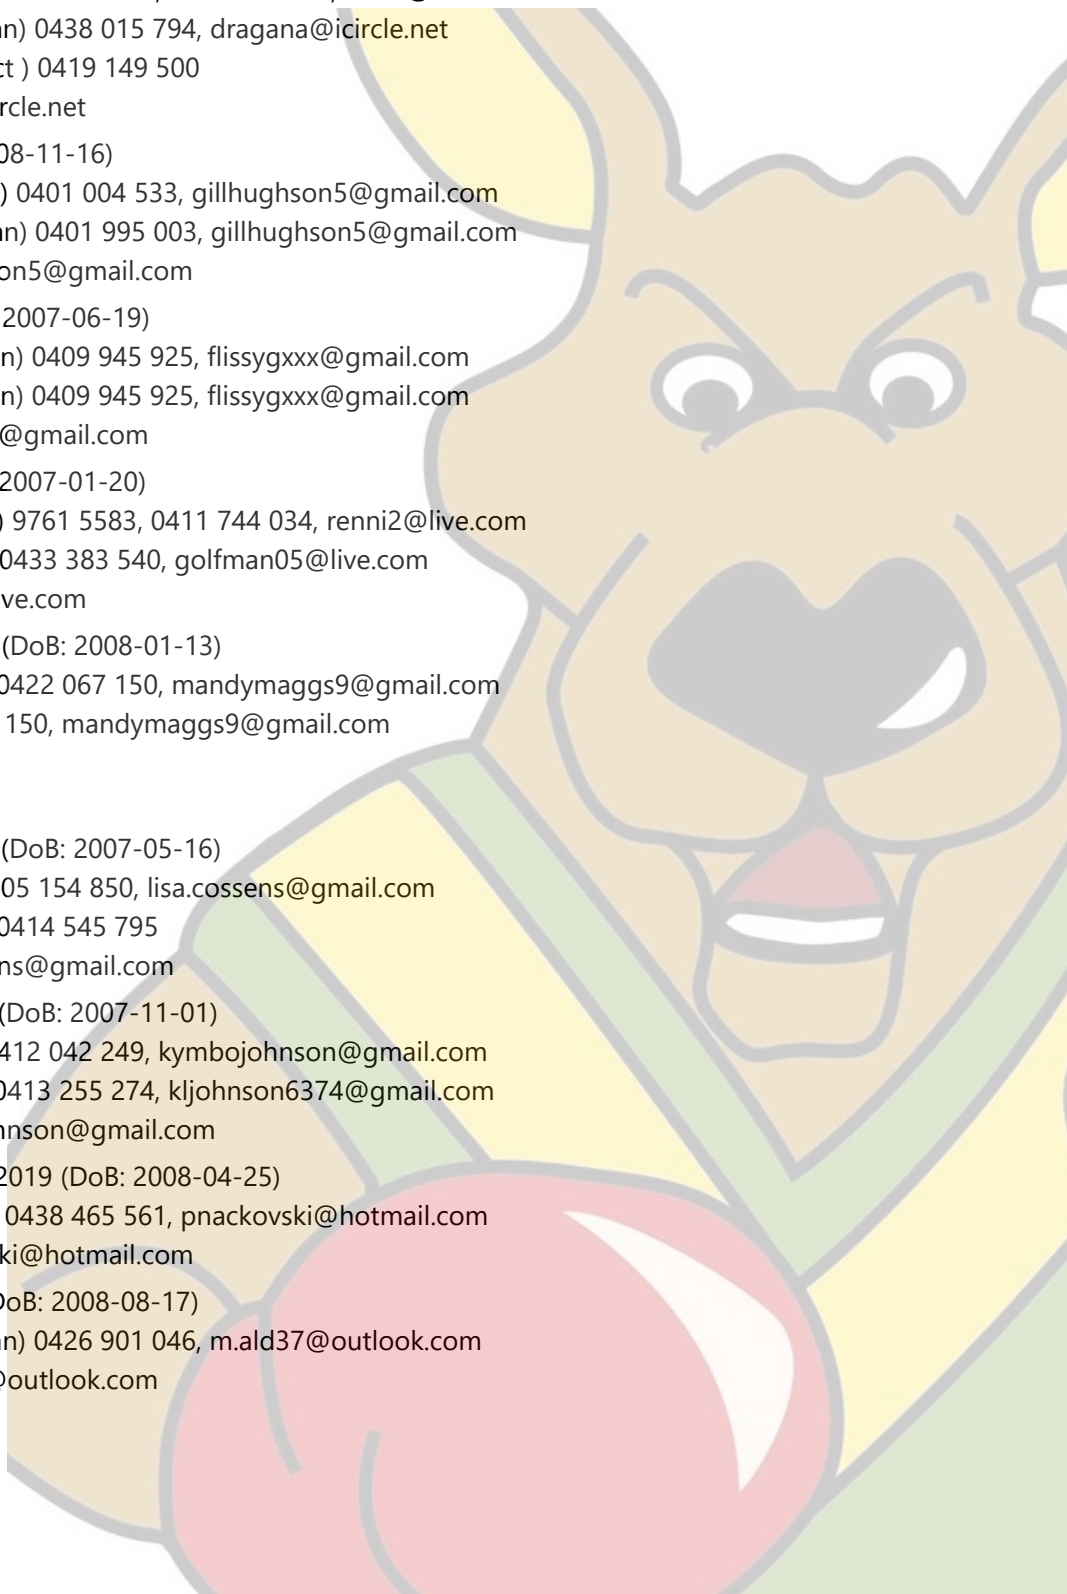 n) 0438 015 794, dragana@icircle.net
ct ) 0419 149 500
rcle.net
08-11-16)
) 0401 004 533, gillhughson5@gmail.com
an) 0401 995 003, gillhughson5@gmail.com
on5@gmail.com
2007-06-19)
n) 0409 945 925, flissygxxx@gmail.com
n) 0409 945 925, flissygxxx@gmail.com
@gmail.com
2007-01-20)
) 9761 5583, 0411 744 034, renni2@live.com
0433 383 540, golfman05@live.com
ve.com
(DoB: 2008-01-13)
0422 067 150, mandymaggs9@gmail.com
150, mandymaggs9@gmail.com
(DoB: 2007-05-16)
05 154 850, lisa.cossens@gmail.com
0414 545 795
ns@gmail.com
(DoB: 2007-11-01)
412 042 249, kymbojohnson@gmail.com
0413 255 274, kljohnson6374@gmail.com
hnson@gmail.com
2019 (DoB: 2008-04-25)
0438 465 561, pnackovski@hotmail.com
ki@hotmail.com
DoB: 2008-08-17)
an) 0426 901 046, m.ald37@outlook.com
@outlook.com